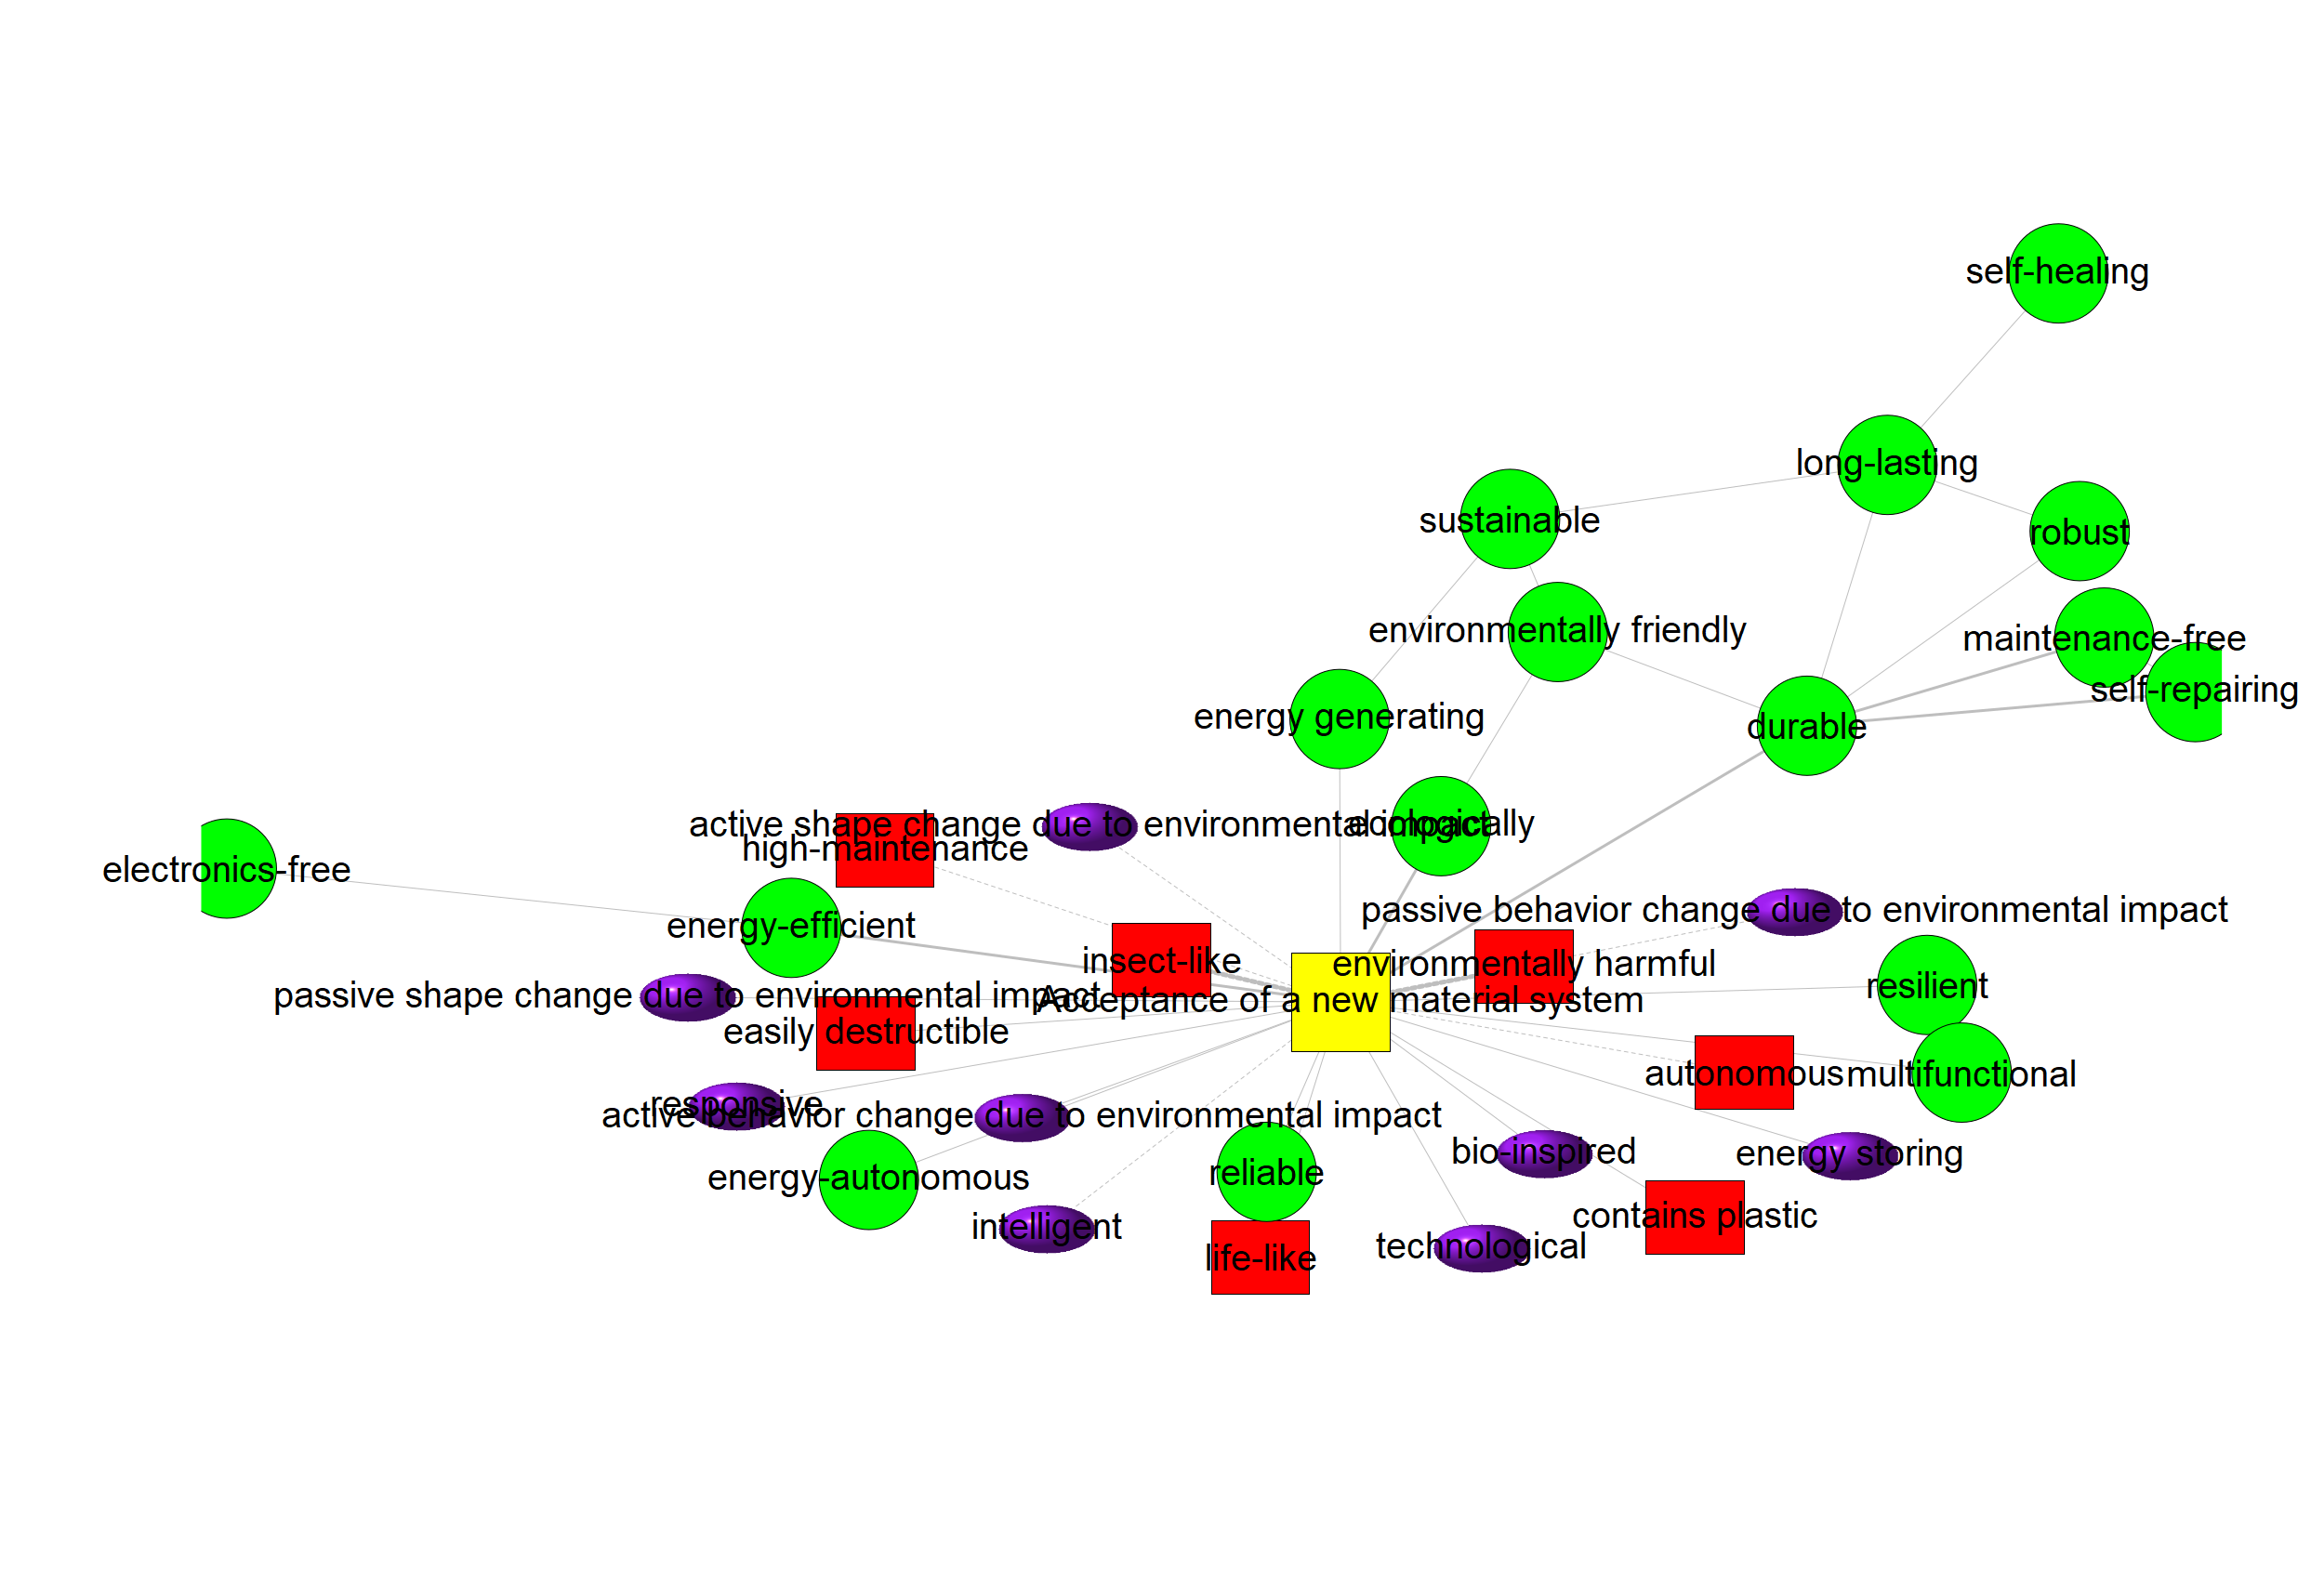 self-healing
long-lasting
sustainable
robust
environmentally friendly
maintenance-free
self-repairing
energy generating
durable
active shape change due to environmental impact
ecologically
high-maintenance
electronics-free
energy-efficient
passive behavior change due to environmental impact
insect-like
environmentally harmful
resilient
passive shape change due to environmental impact
Acceptance of a new material system
easily destructible
autonomous
multifunctional
responsive
active behavior change due to environmental impact
bio-inspired
energy storing
energy-autonomous
reliable
contains plastic
intelligent
technological
life-like